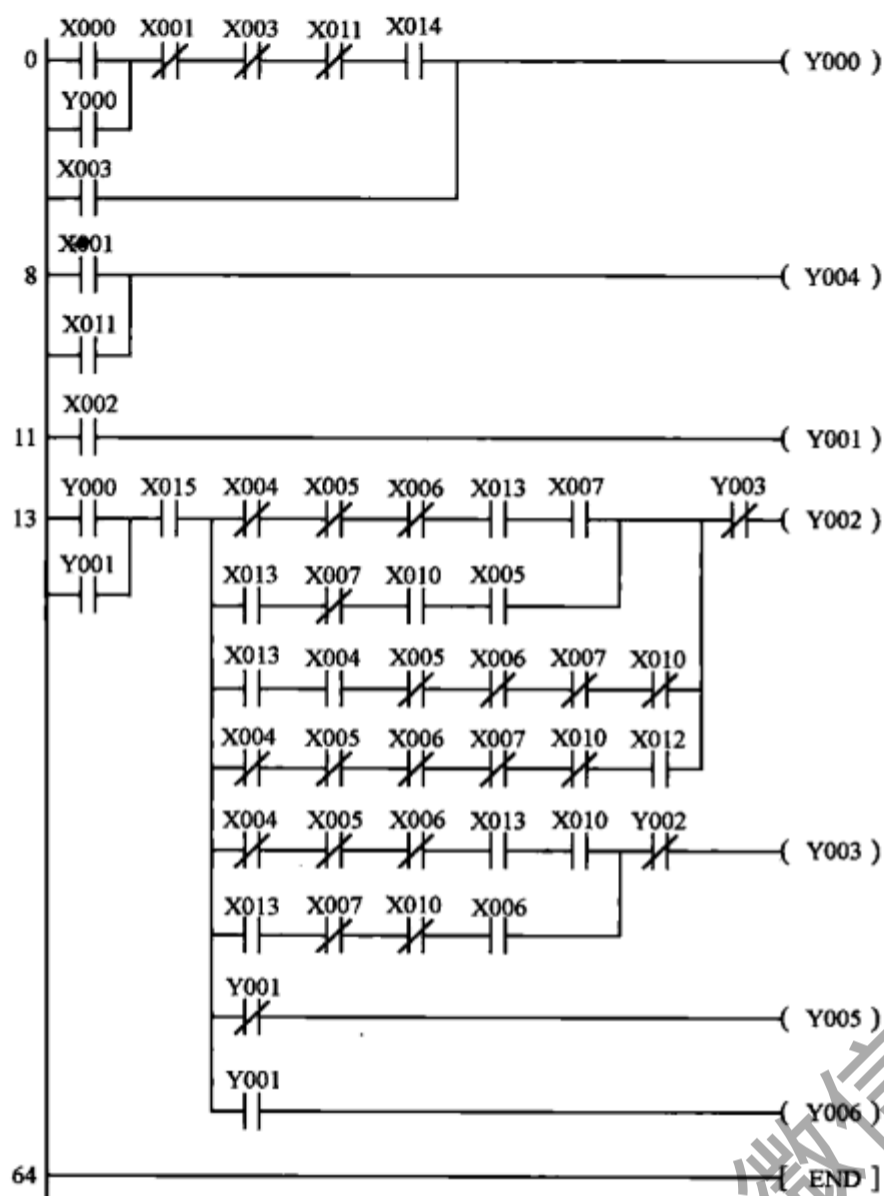 X000 X001 X003 X011 X014
0 ( Y000 )
Y000
X003
X001
8 ( Y004 )
X011
X002
11 ( Y001 )
Y000 X015 X004 X005 X006 X013 X007 Y003
13 ( Y002 )
Y001
X013 X007 X010 X005
X013 X004 X005 X006 X007 X010
X004 X005 X006 X007 X010 X012
X004 X005 X006 X013 X010 Y002
( Y003 )
X013 X007 X010 X006
Y001
( Y005 )
Y001
( Y006 )
64 [ END ]
微信